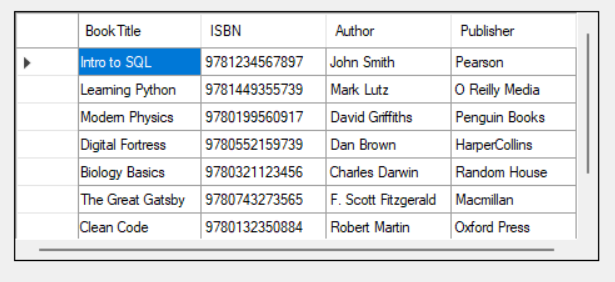 BookTitle ISBN Author Publisher
Intro to SQL 9781234567897 John Smith Pearson
Learning Python 9781449355739 Mark Lutz O Reilly Media
Modern Physics 9780199560917 David Griffiths Penguin Books
Digital Fortress 9780552159739 Dan Brown HarperCollins
Biology Basics 9780321123456 Charles Darwin Random House
The Great Gatsby 9780743273565 F. Scott Fitzgerald Macmillan
Clean Code 9780132350884 Robert Martin Oxford Press